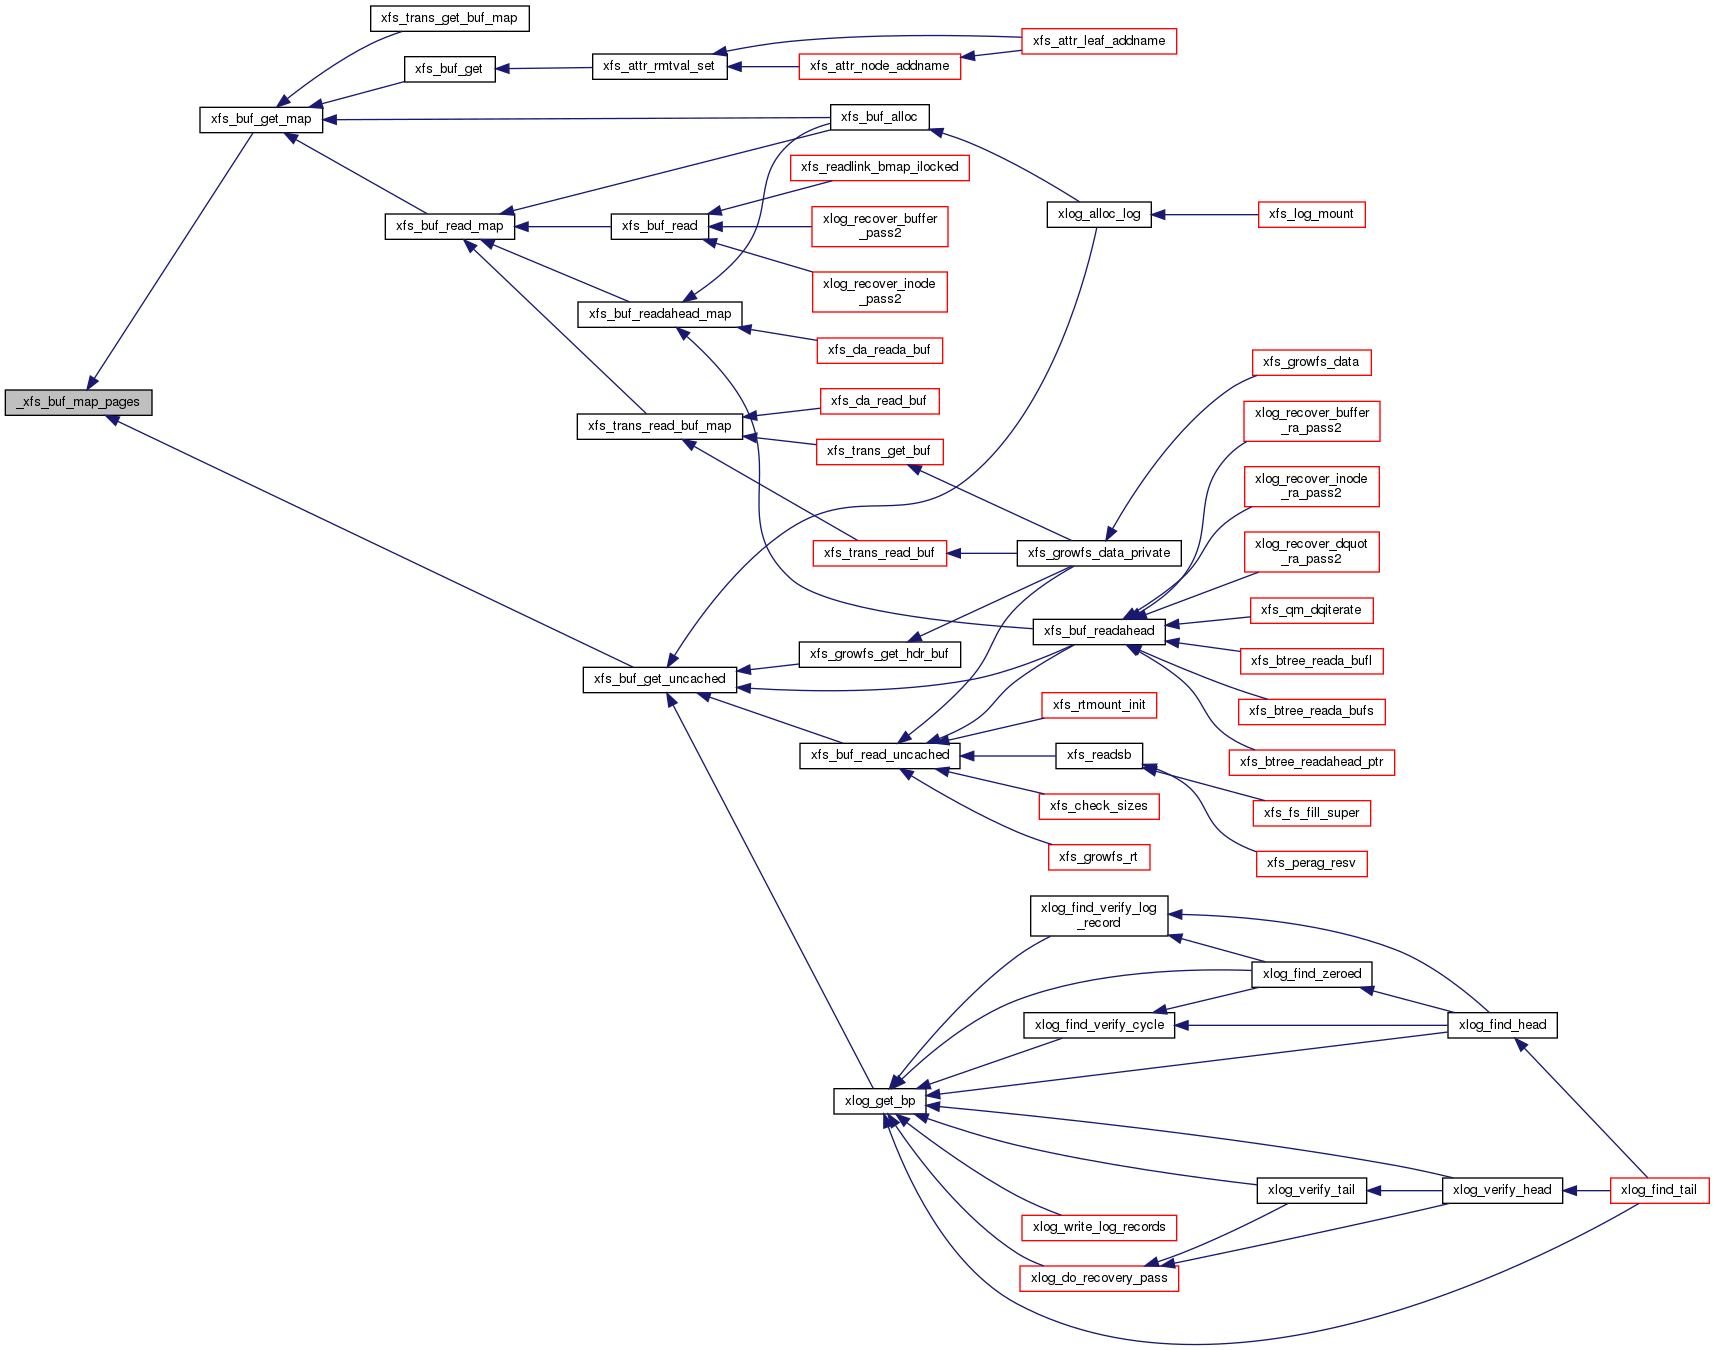 xfs_trans_get_buf_map
xfs_attr_leaf_addname
xfs_buf_get
xfs_attr_rmtval_set
xfs_attr_node_addname
xfs_buf_get_map
xfs_buf_alloc
xfs_readlink_bmap_ilocked
xfs_buf_read_map
xfs_buf_read
xlog_recover_buffer
_pass2
xlog_alloc_log
xfs_log_mount
xlog_recover_inode
_pass2
xfs_buf_readahead_map
xfs_da_reada_buf
xfs_growfs_data
_xfs_buf_map_pages
xfs_da_read_buf
xlog_recover_buffer
_ra_pass2
xfs_trans_read_buf_map
xfs_trans_get_buf
xlog_recover_inode
_ra_pass2
xfs_trans_read_buf
xfs_growfs_data_private
xlog_recover_dquot
_ra_pass2
xfs_qm_dqiterate
xfs_buf_readahead
xfs_growfs_get_hdr_buf
xfs_btree_reada_bufl
xfs_buf_get_uncached
xfs_rtmount_init
xfs_btree_reada_bufs
xfs_buf_read_uncached
xfs_readsb
xfs_btree_readahead_ptr
xfs_check_sizes
xfs_fs_fill_super
xfs_growfs_rt
xfs_perag_resv
xlog_find_verify_log
_record
xlog_find_zeroed
xlog_find_verify_cycle
xlog_find_head
xlog_get_bp
xlog_verify_tail
xlog_verify_head
xlog_find_tail
xlog_write_log_records
xlog_do_recovery_pass